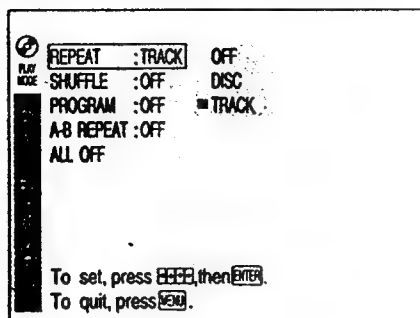 PLAY
MODE
REPEAT :TRACK OFF
SHUFFLE :OFF DISC
PROGRAM :OFF ■TRACK
A-B REPEAT :OFF
ALL OFF
To set, press ,then ENTER.
To quit, press MENU.